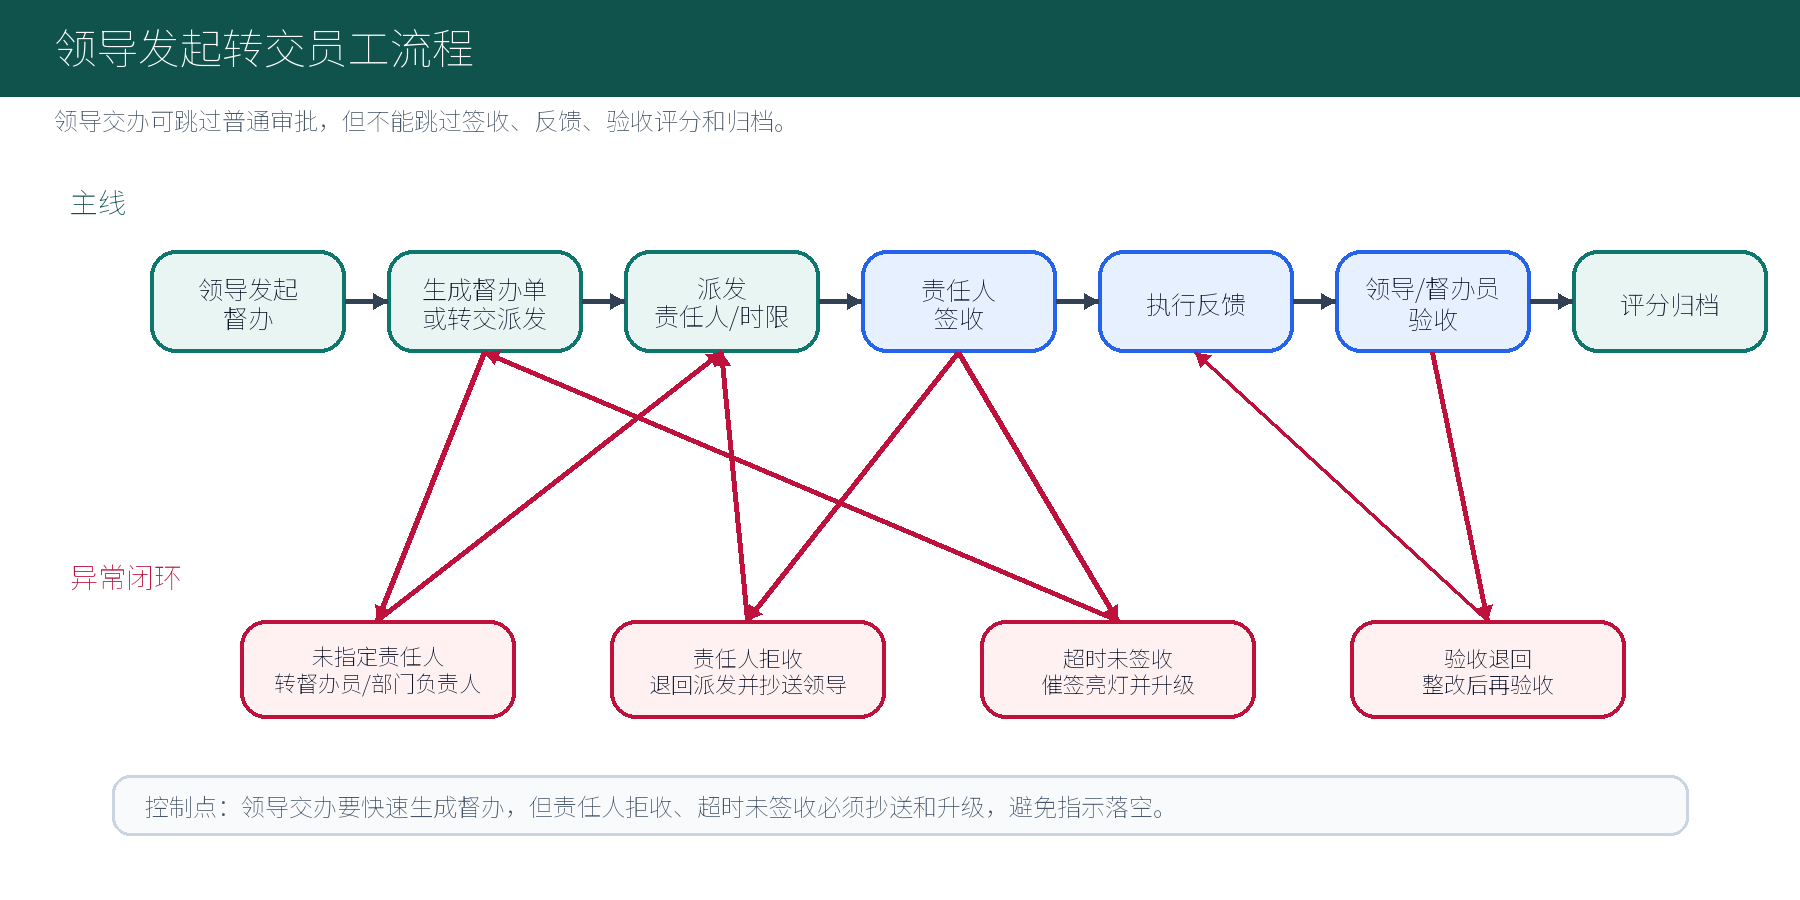 领导发起转交员工流程
领导交办可跳过普通审批，但不能跳过签收、反馈、验收评分和归档。
主线
领导发起
督办
生成督办单
或转交派发
派发
责任人/时限
责任人
签收
执行反馈
领导/督办员
验收
评分归档
异常闭环
未指定责任人
转督办员/部门负责人
责任人拒收
退回派发并抄送领导
超时未签收
催签亮灯并升级
验收退回
整改后再验收
控制点：领导交办要快速生成督办，但责任人拒收、超时未签收必须抄送和升级，避免指示落空。